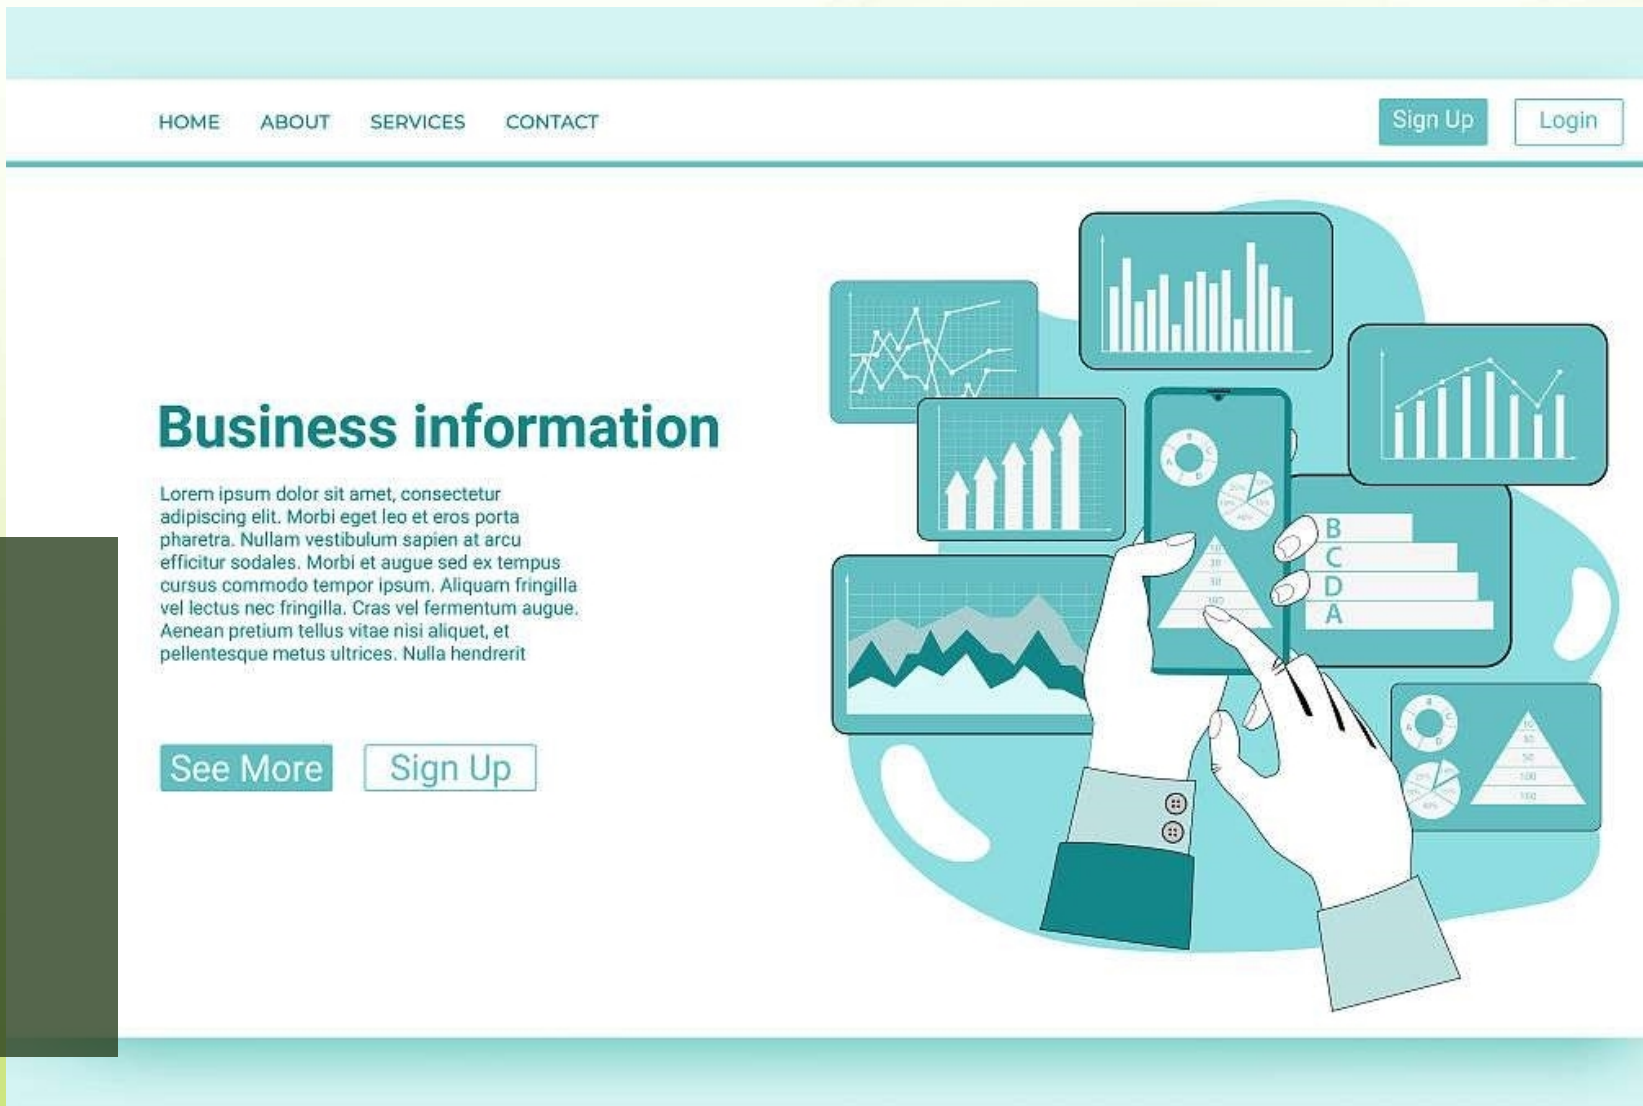 HOME ABOUT SERVICES CONTACT
Sign Up Login
Business information
Lorem ipsum dolor sit amet, consectetur
adipiscing elit. Morbi eget leo et eros porta
pharetra. Nullam vestibulum sapien at arcu
efficitur sodales. Morbi et augue sed ex tempus
cursus commodo tempor ipsum. Aliquam fringilla
vel lectus nec fringilla. Cras vel fermentum augue.
Aenean pretium tellus vitae nisi aliquet, et
pellentesque metus ultrices. Nulla hendrerit
See More Sign Up
B
C
D
A